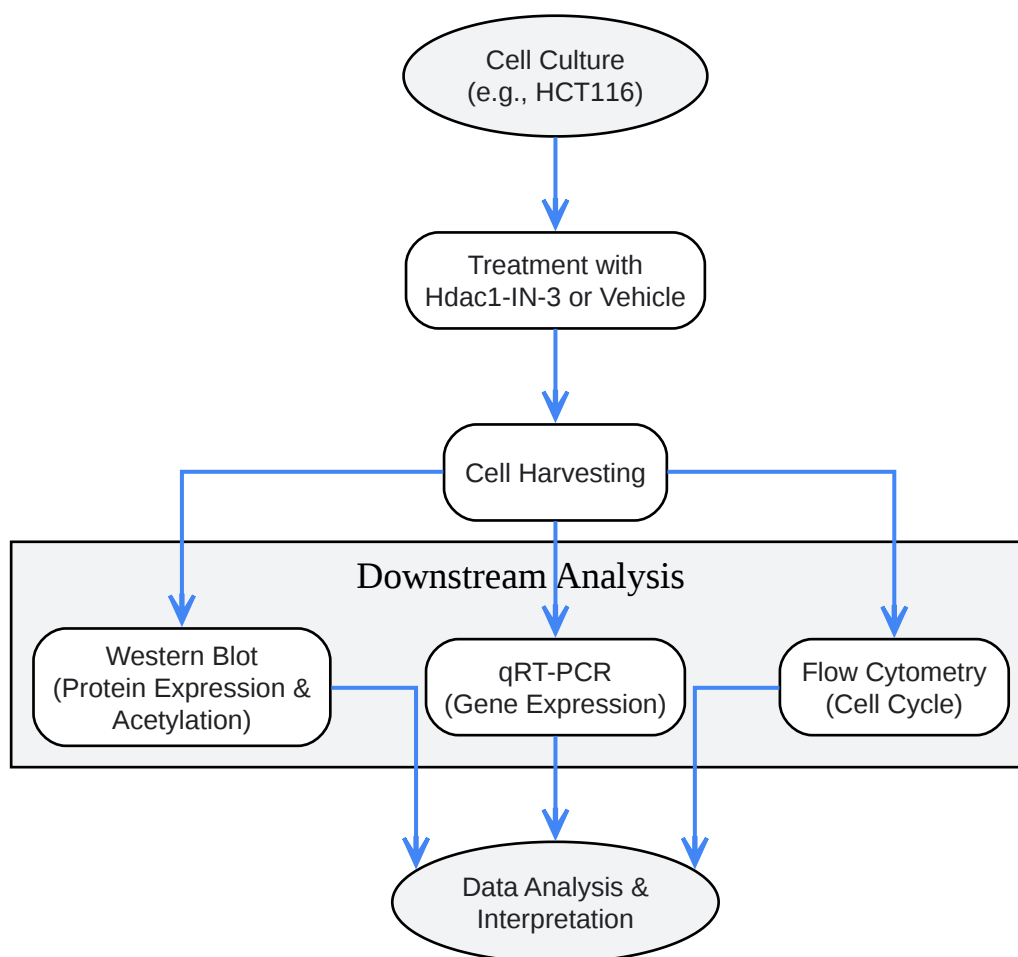 Cell Culture
(e.g., HCT116)
Treatment with
Hdac1-IN-3 or Vehicle
Cell Harvesting
Downstream Analysis
Western Blot
(Protein Expression &
Acetylation)
qRT-PCR
(Gene Expression)
Flow Cytometry
(Cell Cycle)
Data Analysis &
Interpretation